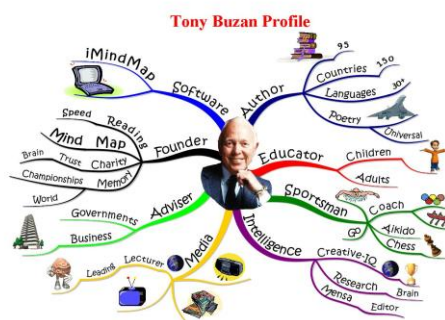 Tony Buzan Profile
iMindMap
Software
Author
95
Countries
150
Languages
30+
Poetry
Universal
Speed Reading
Mind Map
Founder
Brain Trust Charity
Championships Memory
World
Educator
Children
Adults
Sportsman
Coach
GO
Aikido
Chess
Adviser
Governments
Business
Media
Leading Lecturer
Intelligence
Creative-IQ
Research Brain
Mensa Editor